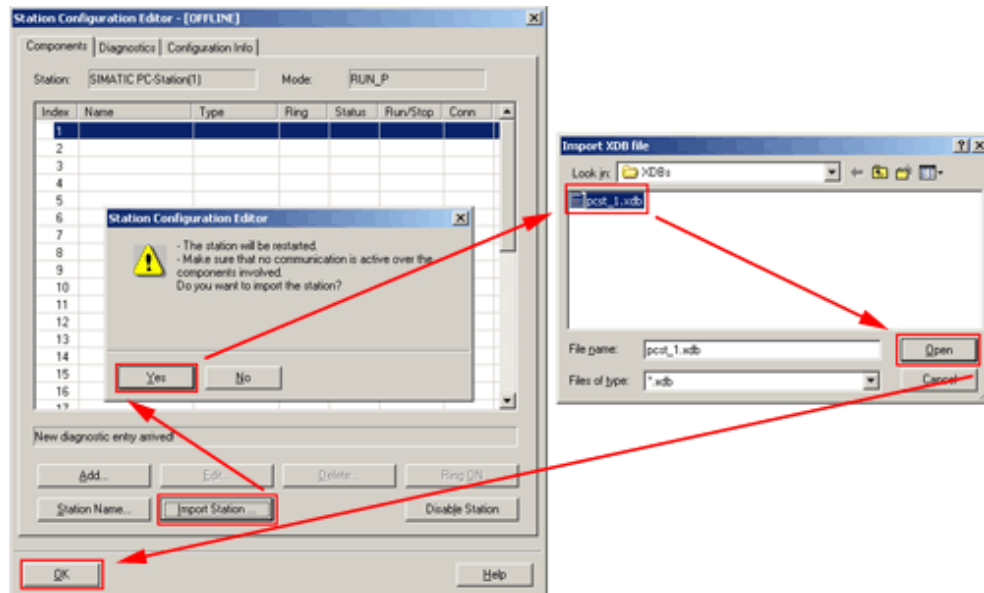 Station Configuration Editor - [OFFLINE]
Components Diagnostics Configuration Info
Station: SIMATIC PC-Station(1) Mode: RUN_P
Index Name Type Ring Status Run/Stop Conn
1
2
3
4
5
6
7
8
9
10
11
12
13
14
15
16
17
Station Configuration Editor
- The station will be restarted.
- Make sure that no communication is active over the
components involved.
Do you want to import the station?
Yes No
New diagnostic entry arrived!
Add... Edit... Delete... Ring ON
Station Name... Import Station ... Disable Station
OK Help
Import XDB file
Look in: XDBs
pcst_1.xdb
File name: pcst_1.xdb Open
Files of type: *.xdb Cancel